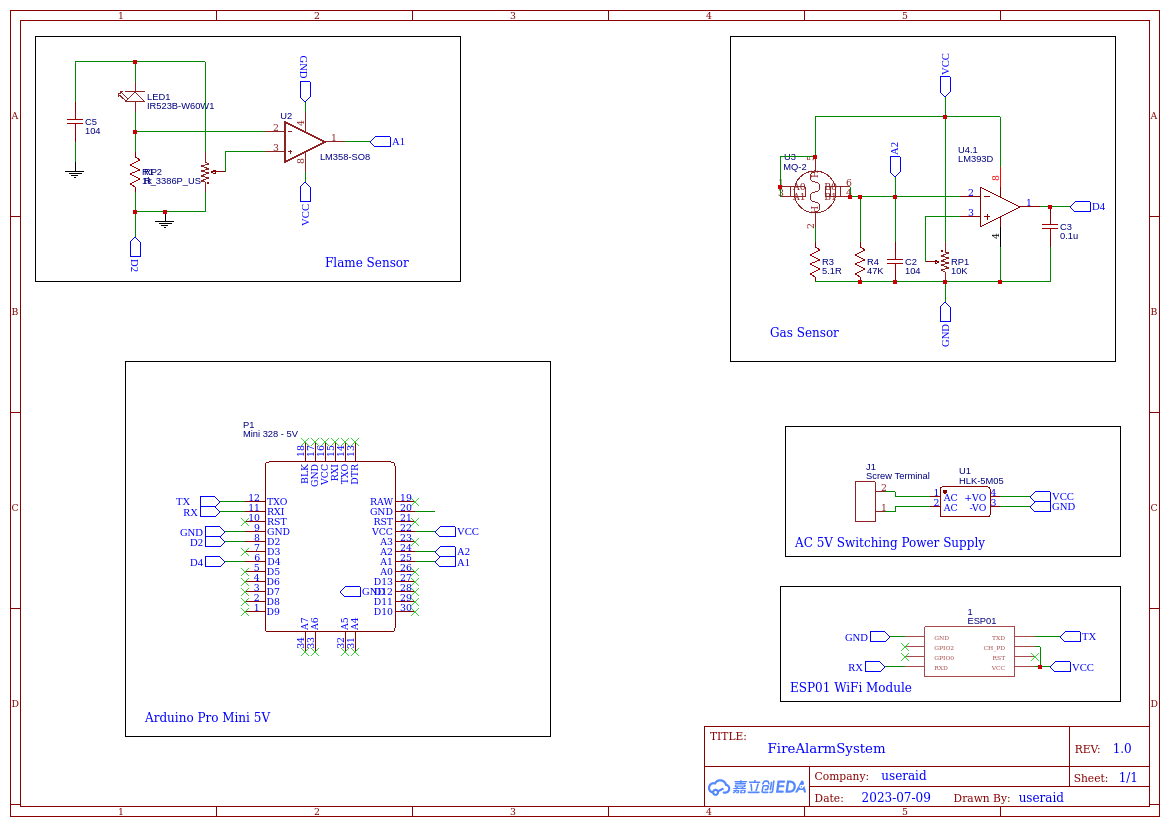 1 2 3 4 5
A
B
C
D
GND
LED1
IR523B-W60W1
C5
104
U2
2
3
4
8
1
A1
LM358-SO8
RP2
R_3386P_US
VCC
D2
Flame Sensor
VCC
U3
MQ-2
A2
U4.1
LM393D
5
6
4
2
2
3
8
4
1
D4
C3
0.1u
R3
5.1R
R4
47K
C2
104
RP1
10K
GND
Gas Sensor
P1
Mini 328 - 5V
18 17 16 15 14 13
BLK GND VCC RXI TXO DTR
TX 12 TXO RAW 19
RX 11 RXI GND 20
10 RST RST 21
GND 9 GND VCC 22 VCC
D2 8 D2 A3 23
7 D3 A2 24 A2
D4 6 D4 A1 25 A1
5 D5 A0 26
4 D6 D13 27
3 D7 GND D12 28
2 D8 D11 29
1 D9 D10 30
A7 A6 A5 A4
34 33 32 31
Arduino Pro Mini 5V
J1
Screw Terminal
2
1
U1
HLK-5M05
1 AC +VO 4 VCC
2 AC -VO 3 GND
AC 5V Switching Power Supply
1
ESP01
GND GND TXD TX
GPIO2 CH_PD
GPIO0 RST
RX RXD VCC VCC
ESP01 WiFi Module
TITLE:
FireAlarmSystem
REV: 1.0
嘉立创EDA
Company: useraid
Sheet: 1/1
Date: 2023-07-09 Drawn By: useraid
A
B
C
D
1 2 3 4 5